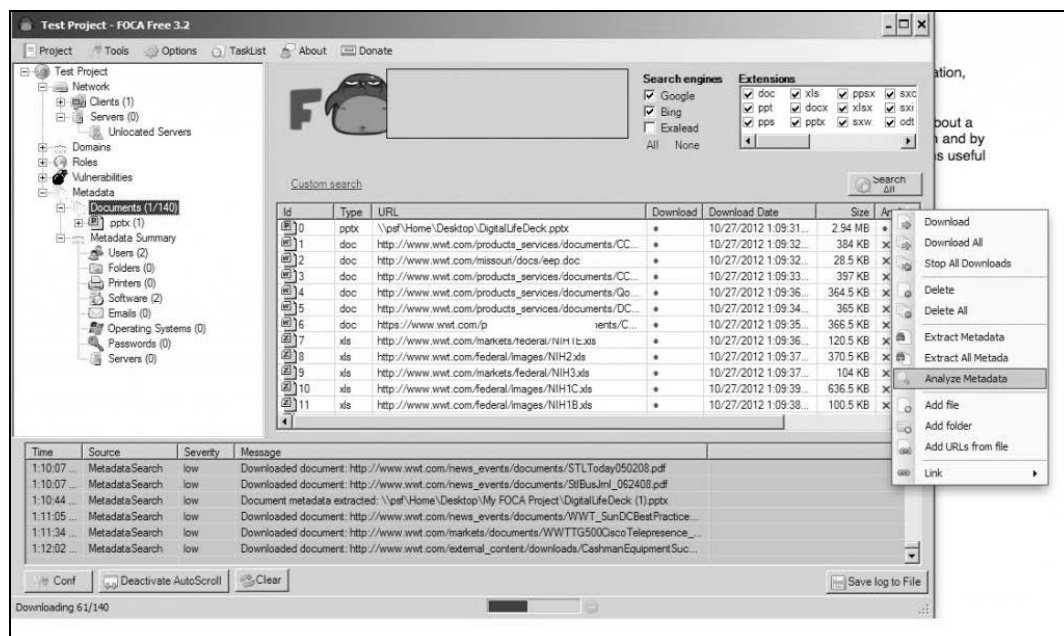 Test Project - FOCA Free 3.2
Project Tools Options TaskList About Donate
Test Project
Network
Clients (1)
Servers (0)
Unlocated Servers
Domains
Roles
Vulnerabilities
Metadata
Documents (1/140)
.pptx (1)
Metadata Summary
Users (2)
Folders (0)
Printers (0)
Software (2)
Emails (0)
Operating Systems (0)
Passwords (0)
Servers (0)
F
Search engines
Google
Bing
Exalead
All None
Extensions
doc xls ppsx sxc
ppt docx xlsx sxi
pps pptx sxw odt
Custom search
Search All
Id Type URL Download Download Date Size
0 pptx \\psf\Home\Desktop\DigitalLifeDeck.pptx • 10/27/2012 1:09:31... 2.94 MB •
1 doc http://www.wwt.com/products_services/documents/CC... • 10/27/2012 1:09:32... 384 KB ×
2 doc http://www.wwt.com/missouri/docs/eep.doc • 10/27/2012 1:09:32... 28.5 KB ×
3 doc http://www.wwt.com/products_services/documents/CC... • 10/27/2012 1:09:33... 397 KB ×
4 doc http://www.wwt.com/products_services/documents/Qo... • 10/27/2012 1:09:36... 364.5 KB ×
5 doc http://www.wwt.com/products_services/documents/DC... • 10/27/2012 1:09:34... 365 KB ×
6 doc https://www.wwt.com/p ents/C... • 10/27/2012 1:09:35... 366.5 KB ×
7 xls http://www.wwt.com/markets/federal/NIH1E.xls • 10/27/2012 1:09:36... 120.5 KB ×
8 xls http://www.wwt.com/federal/images/NIH2.xls • 10/27/2012 1:09:37... 370.5 KB ×
9 xls http://www.wwt.com/markets/federal/NIH3.xls • 10/27/2012 1:09:37... 104 KB ×
10 xls http://www.wwt.com/federal/images/NIH1C.xls • 10/27/2012 1:09:39... 636.5 KB ×
11 xls http://www.wwt.com/federal/images/NIH1B.xls • 10/27/2012 1:09:38... 100.5 KB ×
Download
Download All
Stop All Downloads
Delete
Delete All
Extract Metadata
Extract All Metada
Analyze Metadata
Add file
Add folder
Add URLs from file
Link
ation,
bout a
n and by
s useful
Time Source Severity Message
1:10:07 ... MetadataSearch low Downloaded document: http://www.wwt.com/news_events/documents/STLToday050208.pdf
1:10:07 ... MetadataSearch low Downloaded document: http://www.wwt.com/news_events/documents/StlBusJrnl_062408.pdf
1:10:44 ... MetadataSearch low Document metadata extracted: \\psf\Home\Desktop\My FOCA Project\DigitalLifeDeck (1).pptx
1:11:05 ... MetadataSearch low Downloaded document: http://www.wwt.com/news_events/documents/WWT_SunDCBestPractice...
1:11:34 ... MetadataSearch low Downloaded document: http://www.wwt.com/markets/documents/WWTTG500CiscoTelepresence_...
1:12:02 ... MetadataSearch low Downloaded document: http://www.wwt.com/external_content/downloads/CashmanEquipmentSuc...
Conf Deactivate AutoScroll Clear Save log to File
Downloading 61/140